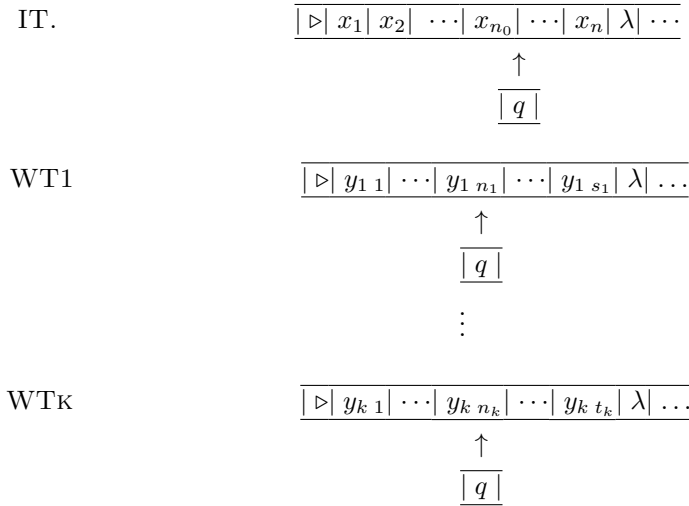 IT. | ▷| x₁| x₂| ⋯| xₙ₀| ⋯| xₙ| λ| ⋯
↑
| q |
WT1 | ▷| y₁ ₁| ⋯| y₁ ₙ₁| ⋯| y₁ ₛ₁| λ| …
↑
| q |
⋮
WTK | ▷| yₖ ₁| ⋯| yₖ ₙₖ| ⋯| yₖ ₜₖ| λ| …
↑
| q |